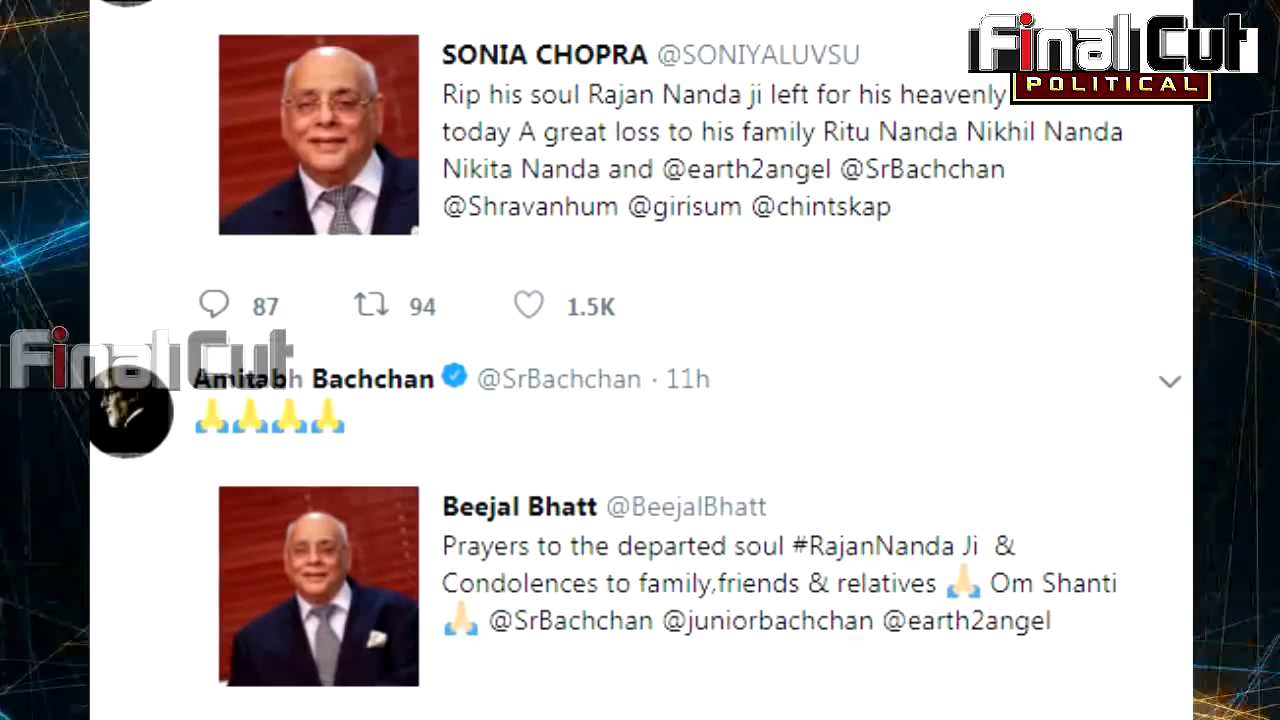 Final Cut
POLITICAL
SONIA CHOPRA @SONIYALUVSU
Rip his soul Rajan Nanda ji left for his heavenly
today A great loss to his family Ritu Nanda Nikhil Nanda
Nikita Nanda and @earth2angel @SrBachchan
@Shravanhum @girisum @chintskap
87 94 1.5K
Final Cut
Amitabh Bachchan @SrBachchan · 11h
🙏🙏🙏🙏
Beejal Bhatt @BeejalBhatt
Prayers to the departed soul #RajanNanda Ji &
Condolences to family,friends & relatives 🙏 Om Shanti
🙏 @SrBachchan @juniorbachchan @earth2angel